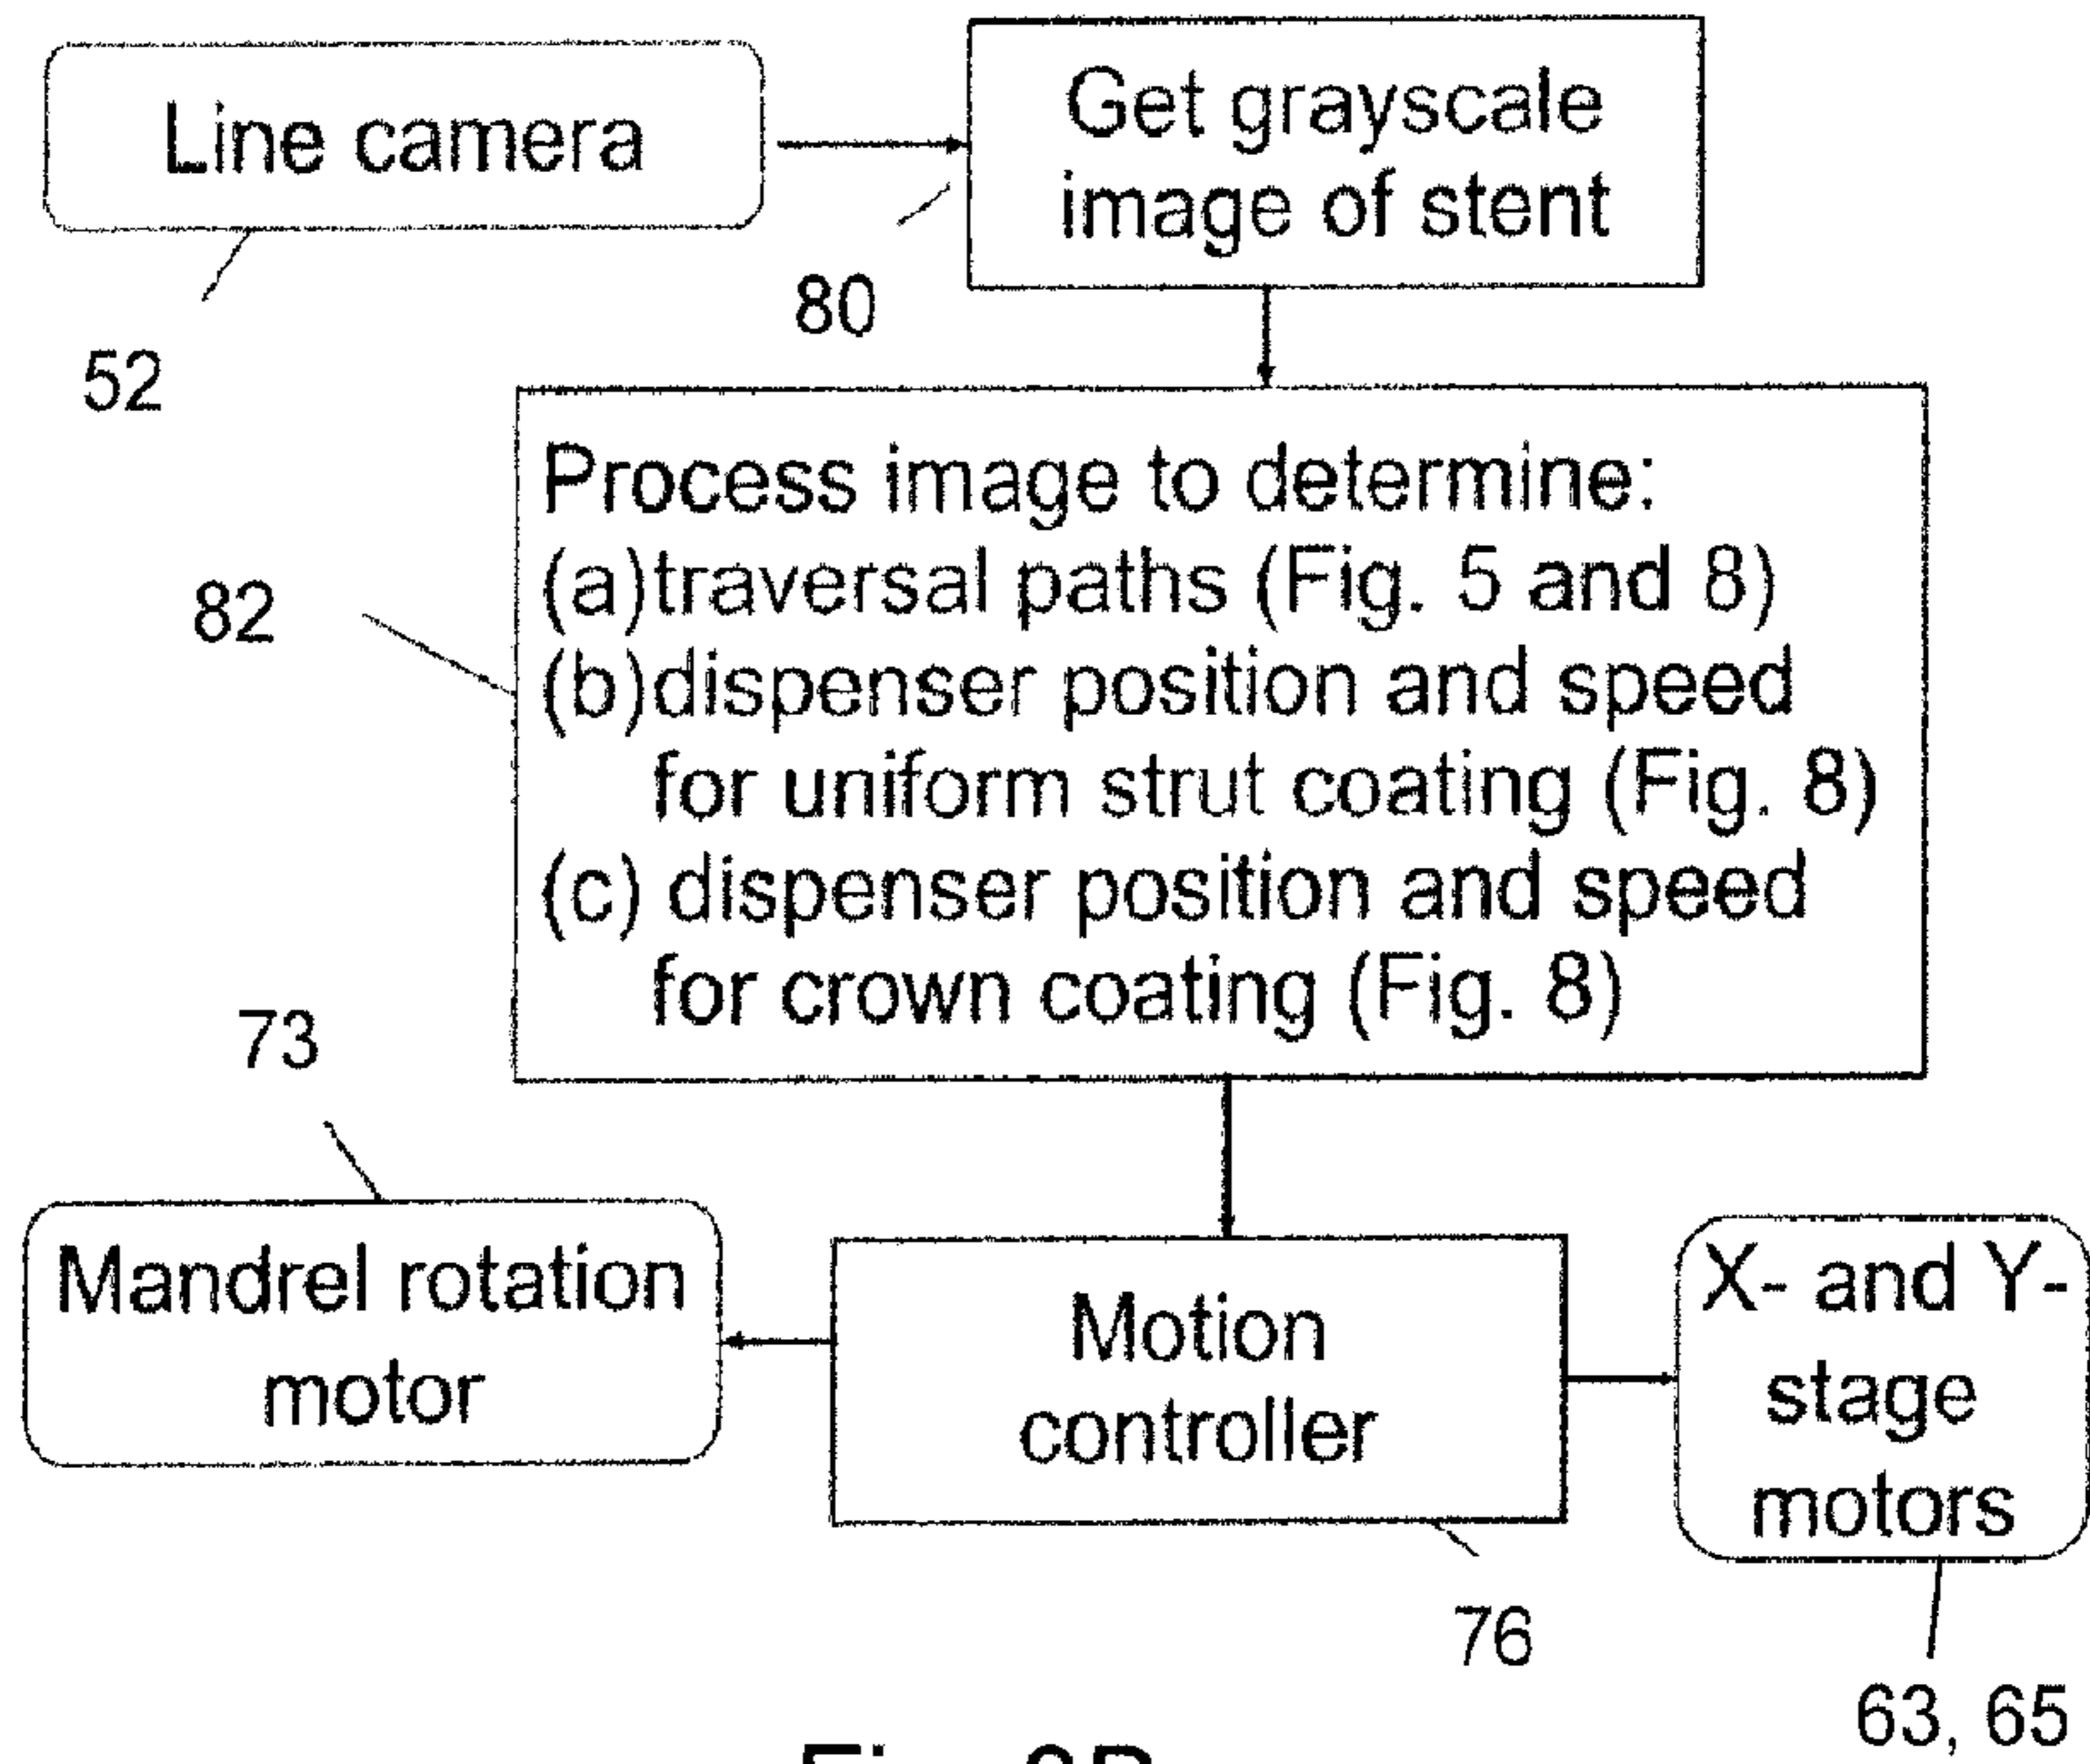 Line camera
Get grayscale
image of stent
52
80
Process image to determine:
(a)traversal paths (Fig. 5 and 8)
(b)dispenser position and speed
for uniform strut coating (Fig. 8)
(c) dispenser position and speed
for crown coating (Fig. 8)
82
73
Mandrel rotation
motor
Motion
controller
X- and Y-
stage
motors
76
63, 65